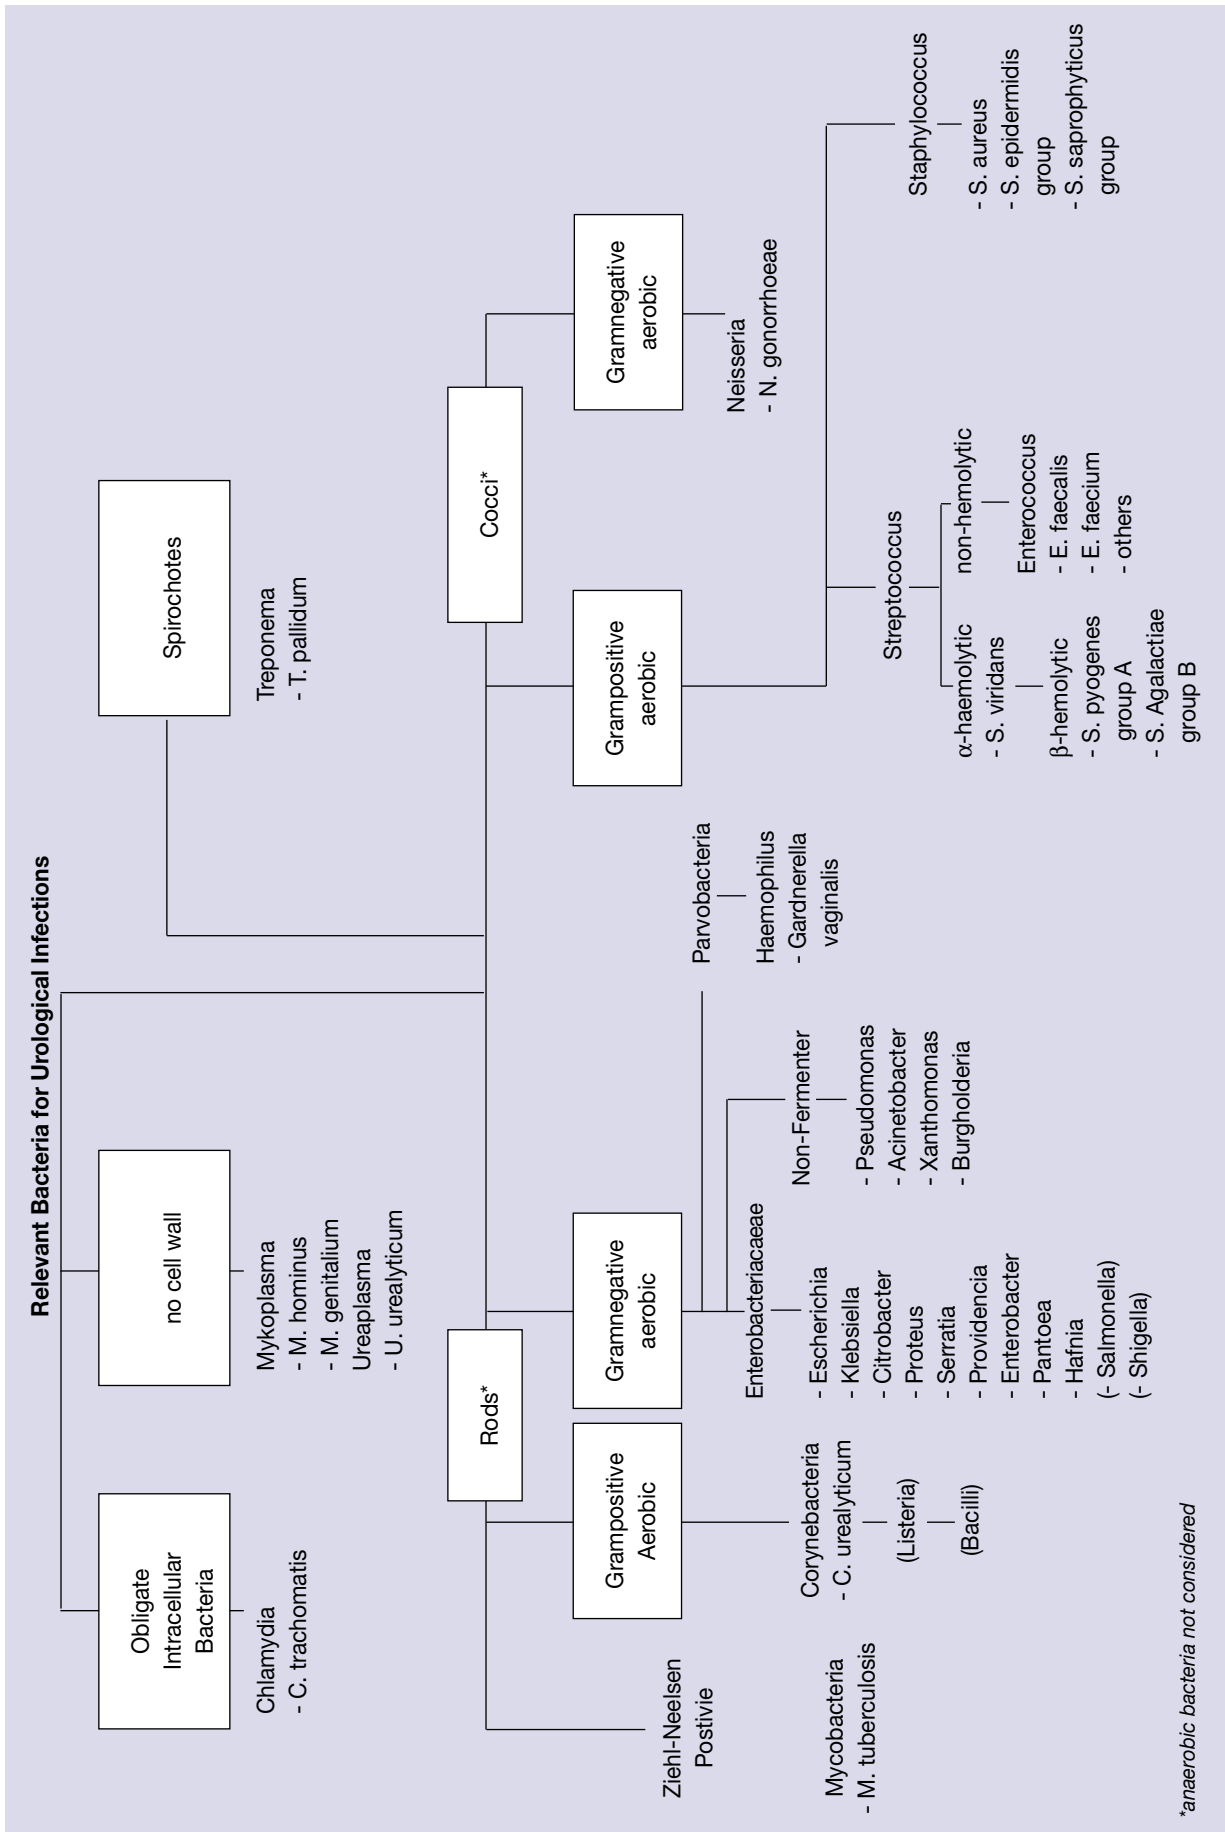 Relevant Bacteria for Urological Infections
Obligate
Intracellular
Bacteria
Chlamydia
- C. trachomatis
no cell wall
Mykoplasma
- M. hominus
- M. genitalium
Ureaplasma
- U. urealyticum
Spirochotes
Treponema
- T. pallidum
Rods*
Cocci*
Ziehl-Neelsen
Postivie
Mycobacteria
- M. tuberculosis
Grampositive
Aerobic
Corynebacteria
- C. urealyticum
(Listeria)
(Bacilli)
Gramnegative
aerobic
Enterobacteriacaeae
- Escherichia
- Klebsiella
- Citrobacter
- Proteus
- Serratia
- Providencia
- Enterobacter
- Pantoea
- Hafnia
(- Salmonella)
(- Shigella)
Non-Fermenter
- Pseudomonas
- Acinetobacter
- Xanthomonas
- Burgholderia
Parvobacteria
Haemophilus
- Gardnerella
vaginalis
Grampositive
aerobic
Streptococcus
α-haemolytic
- S. viridans
β-hemolytic
- S. pyogenes
group A
- S. Agalactiae
group B
non-hemolytic
Enterococcus
- E. faecalis
- E. faecium
- others
Staphylococcus
- S. aureus
- S. epidermidis
group
- S. saprophyticus
group
Gramnegative
aerobic
Neisseria
- N. gonorrhoeae
*anaerobic bacteria not considered